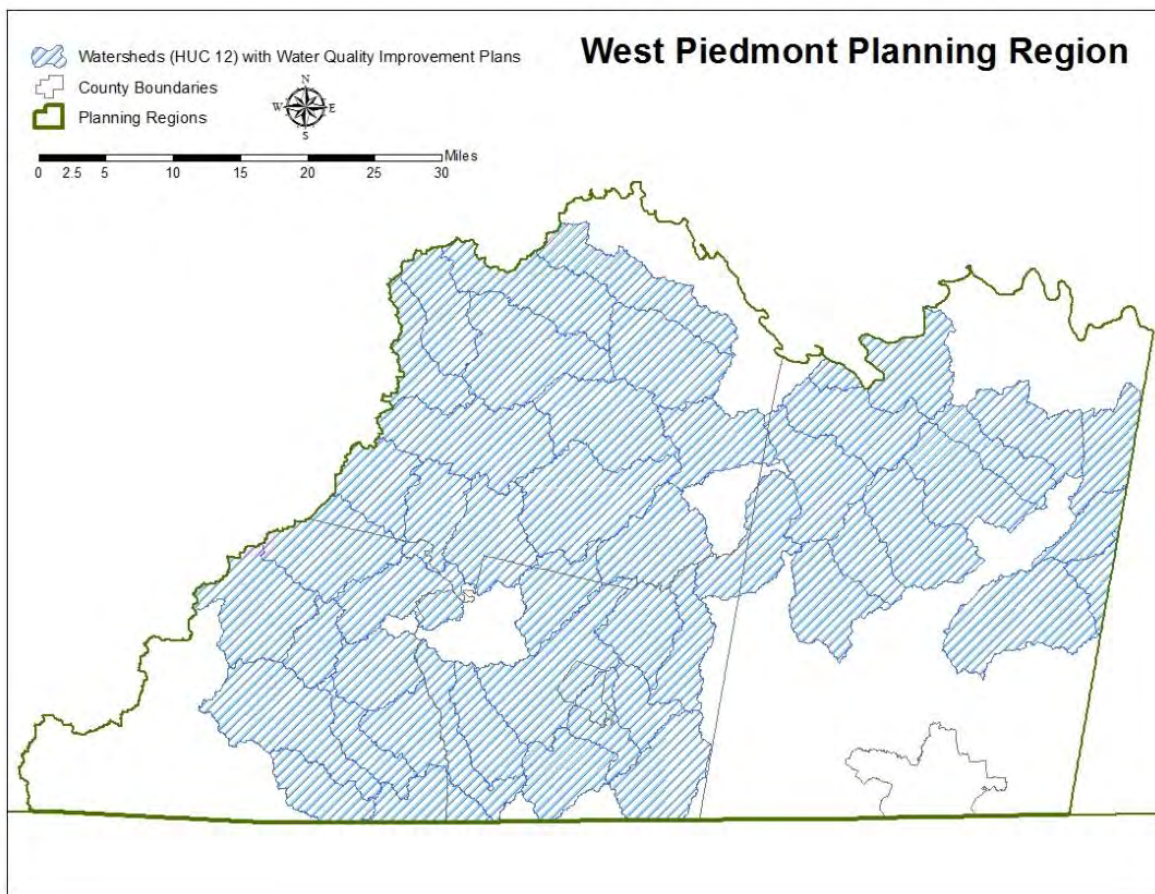 West Piedmont Planning Region
Watersheds (HUC 12) with Water Quality Improvement Plans
County Boundaries
Planning Regions
N
W E
S
Miles
0 2.5 5 10 15 20 25 30